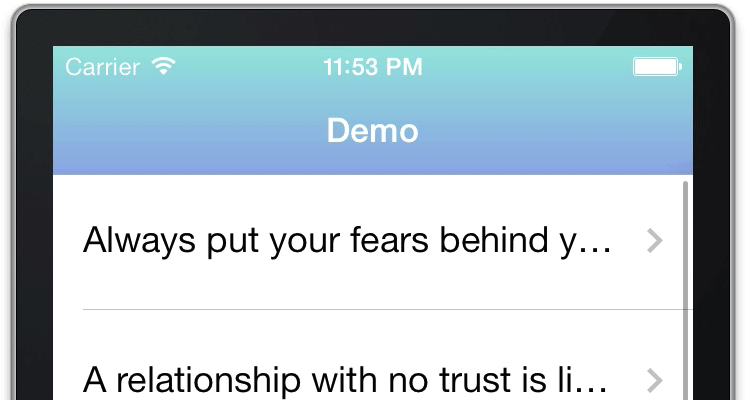 Carrier 11:53 PM
Demo
Always put your fears behind y…
A relationship with no trust is li…